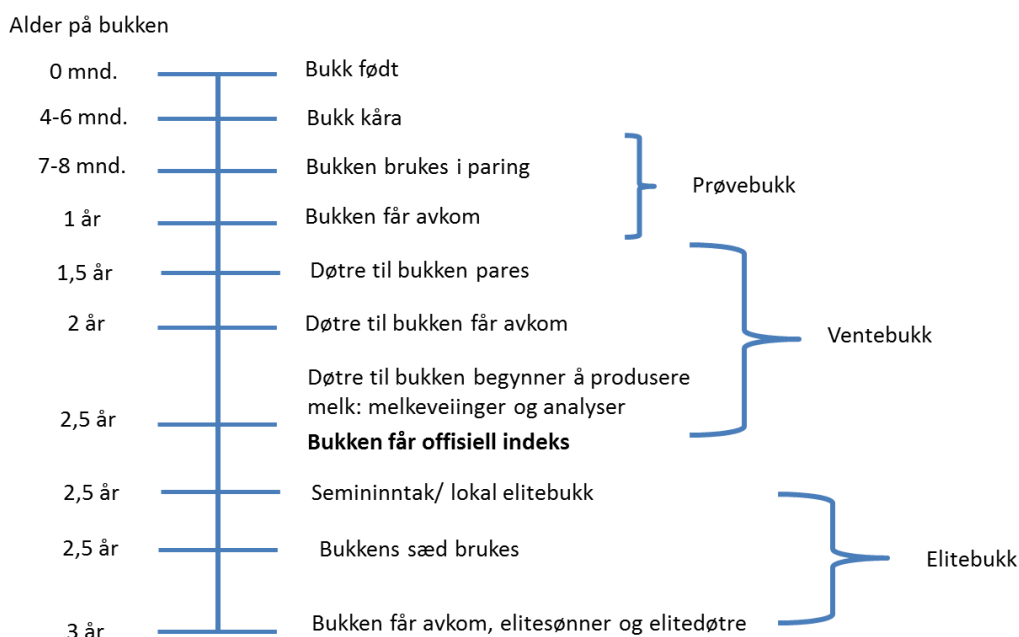 Alder på bukken
0 mnd. Bukk født
4-6 mnd. Bukk kåra
7-8 mnd. Bukken brukes i paring
Prøvebukk
1 år Bukken får avkom
1,5 år Døtre til bukken pares
2 år Døtre til bukken får avkom
Ventebukk
Døtre til bukken begynner å produsere
melk: melkeveiinger og analyser
2,5 år
Bukken får offisiell indeks
2,5 år Semininntak/ lokal elitebukk
2,5 år Bukkens sæd brukes
Elitebukk
3 år Bukken får avkom, elitesønner og elitedøtre